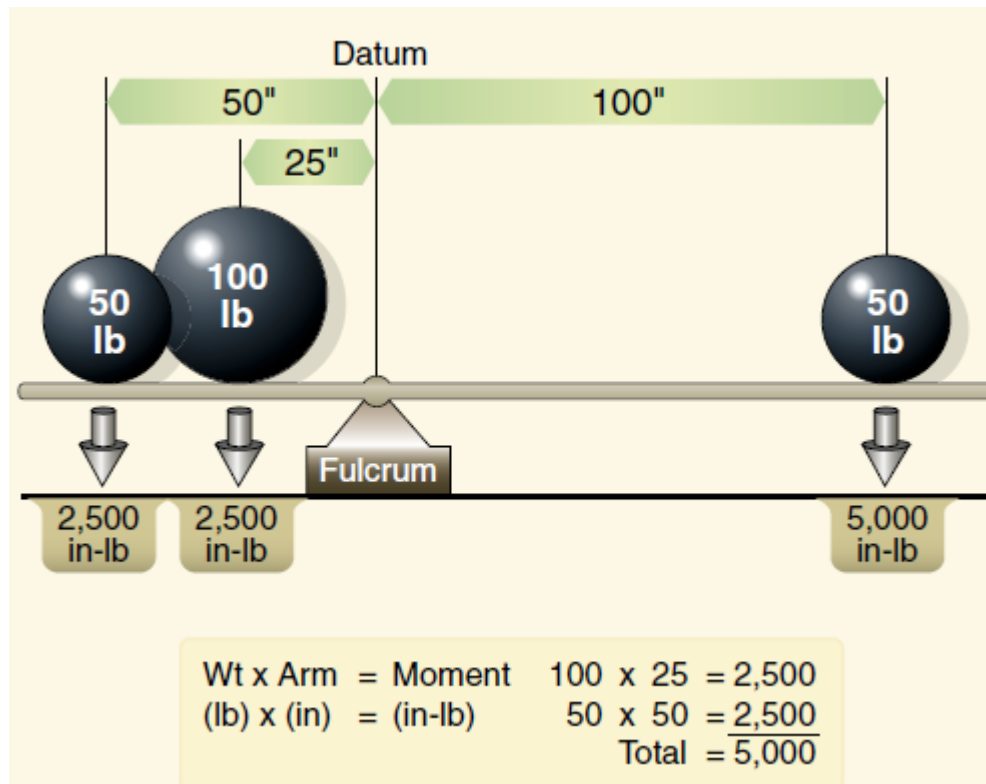 Datum
50"
100"
25"
50
lb
100
lb
50
lb
Fulcrum
2,500
in-lb
2,500
in-lb
5,000
in-lb
Wt x Arm = Moment 100 x 25 = 2,500
(lb) x (in) = (in-lb) 50 x 50 = 2,500
Total = 5,000